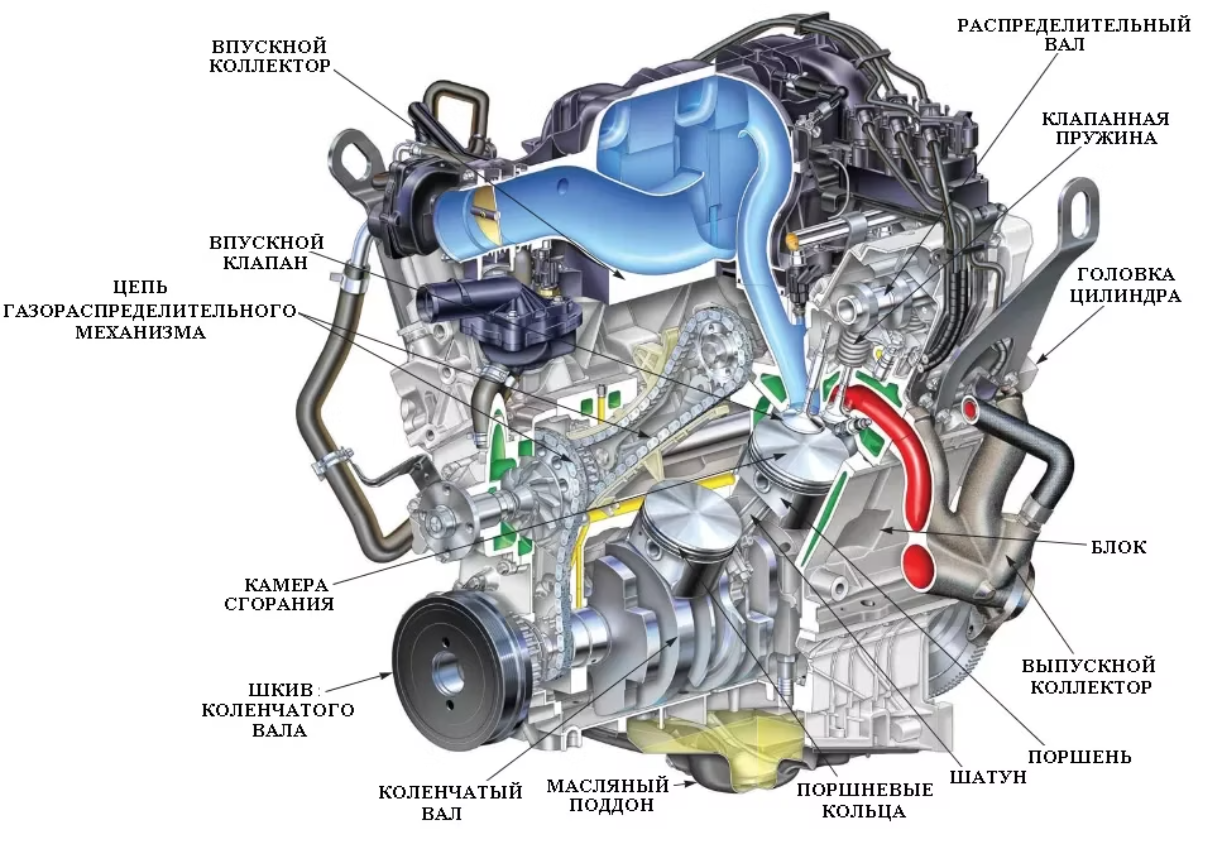 РАСПРЕДЕЛИТЕЛЬНЫЙ
ВАЛ
ВПУСКНОЙ
КОЛЛЕКТОР
КЛАПАННАЯ
ПРУЖИНА
ВПУСКНОЙ
КЛАПАН
ГОЛОВКА
ЦИЛИНДРА
ЦЕПЬ
ГАЗОРАСПРЕДЕЛИТЕЛЬНОГО
МЕХАНИЗМА
БЛОК
КАМЕРА
СГОРАНИЯ
ВЫПУСКНОЙ
КОЛЛЕКТОР
ШКИВ
КОЛЕНЧАТОГО
ВАЛА
ПОРШЕНЬ
ШАТУН
МАСЛЯНЫЙ
ПОДДОН
ПОРШНЕВЫЕ
КОЛЬЦА
КОЛЕНЧАТЫЙ
ВАЛ